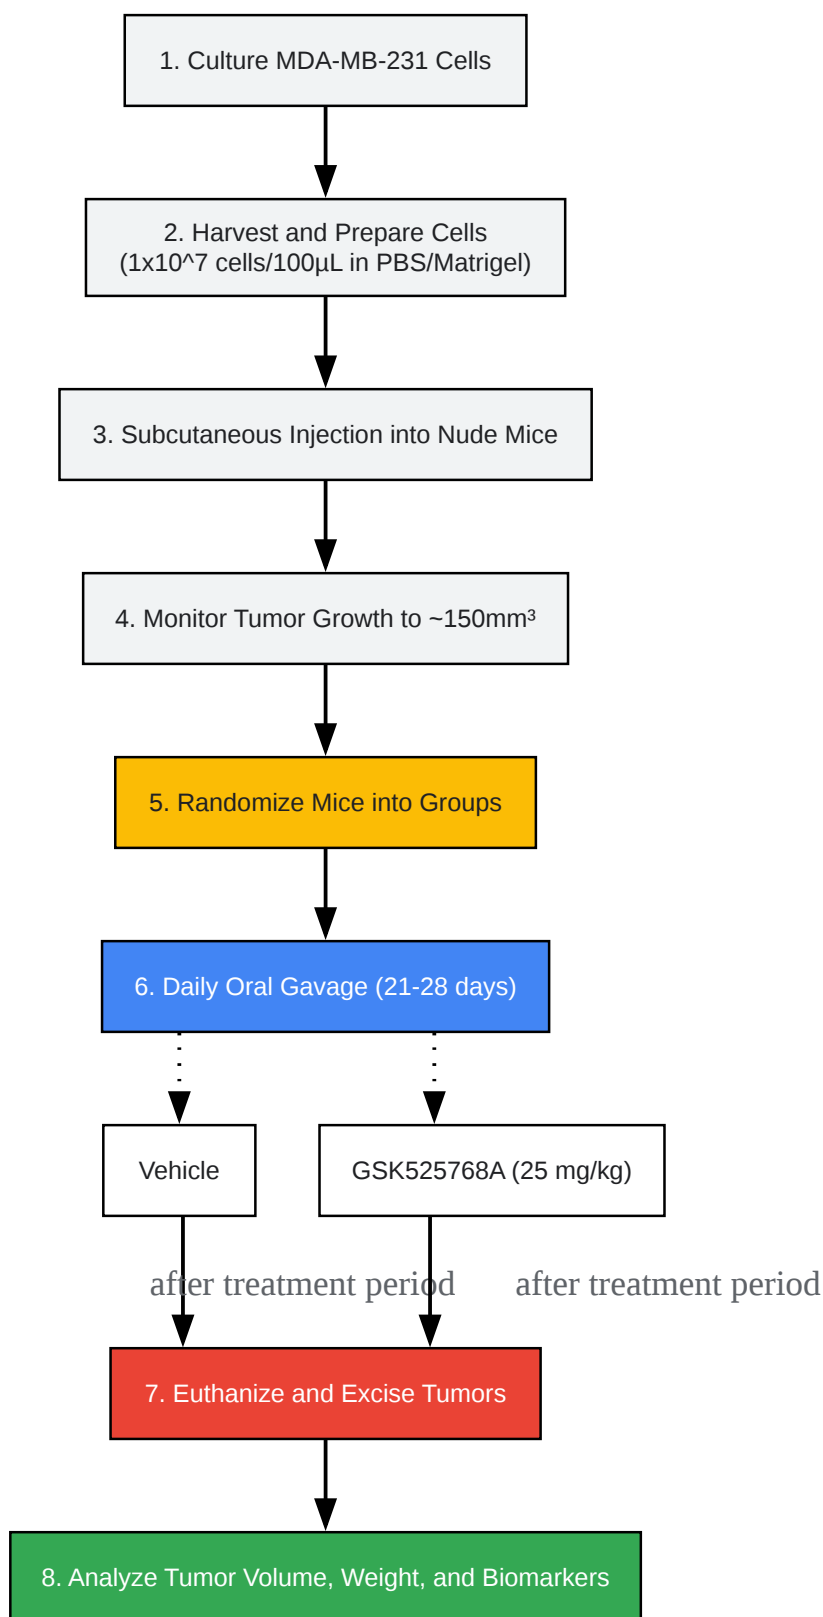 1. Culture MDA-MB-231 Cells
2. Harvest and Prepare Cells
(1x10^7 cells/100µL in PBS/Matrigel)
3. Subcutaneous Injection into Nude Mice
4. Monitor Tumor Growth to ~150mm³
5. Randomize Mice into Groups
6. Daily Oral Gavage (21-28 days)
Vehicle
GSK525768A (25 mg/kg)
after treatment period
after treatment period
7. Euthanize and Excise Tumors
8. Analyze Tumor Volume, Weight, and Biomarkers